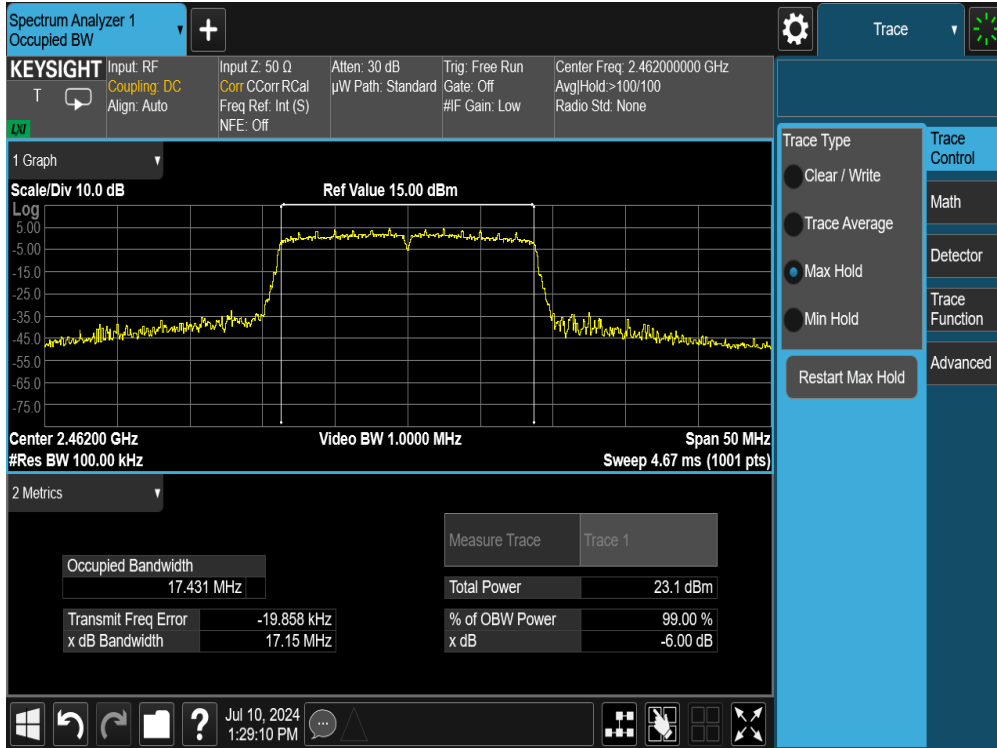 Spectrum Analyzer 1
Occupied BW
+
Trace
KEYSIGHT
T
LXI
Input: RF
Coupling: DC
Align: Auto
Input Z: 50 Ω
Corr CCorr RCal
Freq Ref: Int (S)
NFE: Off
Atten: 30 dB
µW Path: Standard
Trig: Free Run
Gate: Off
#IF Gain: Low
Center Freq: 2.462000000 GHz
Avg|Hold:>100/100
Radio Std: None
1 Graph
Scale/Div 10.0 dB
Ref Value 15.00 dBm
Log
5.00
-5.00
-15.0
-25.0
-35.0
-45.0
-55.0
-65.0
-75.0
Center 2.46200 GHz
Video BW 1.0000 MHz
Span 50 MHz
#Res BW 100.00 kHz
Sweep 4.67 ms (1001 pts)
2 Metrics
Measure Trace
Trace 1
Occupied Bandwidth
17.431 MHz
Total Power
23.1 dBm
Transmit Freq Error
-19.858 kHz
% of OBW Power
99.00 %
x dB Bandwidth
17.15 MHz
x dB
-6.00 dB
Trace Type
Clear / Write
Trace Average
Max Hold
Min Hold
Restart Max Hold
Trace
Control
Math
Detector
Trace
Function
Advanced
?
Jul 10, 2024
1:29:10 PM